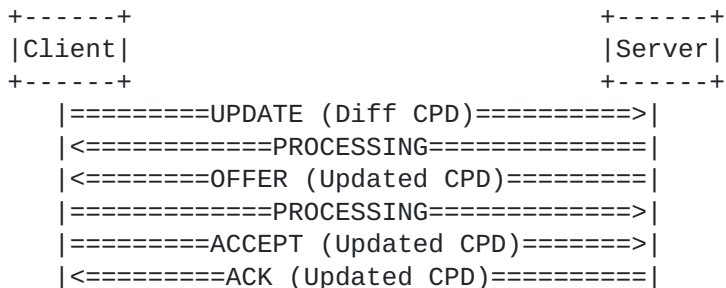 +------+                              +------+
|Client|                              |Server|
+------+                              +------+
   |=========UPDATE (Diff CPD)==========>|
   |<============PROCESSING==============|
   |<========OFFER (Updated CPD)=========|
   |=============PROCESSING=============>|
   |=========ACCEPT (Updated CPD)=======>|
   |<=========ACK (Updated CPD)==========|